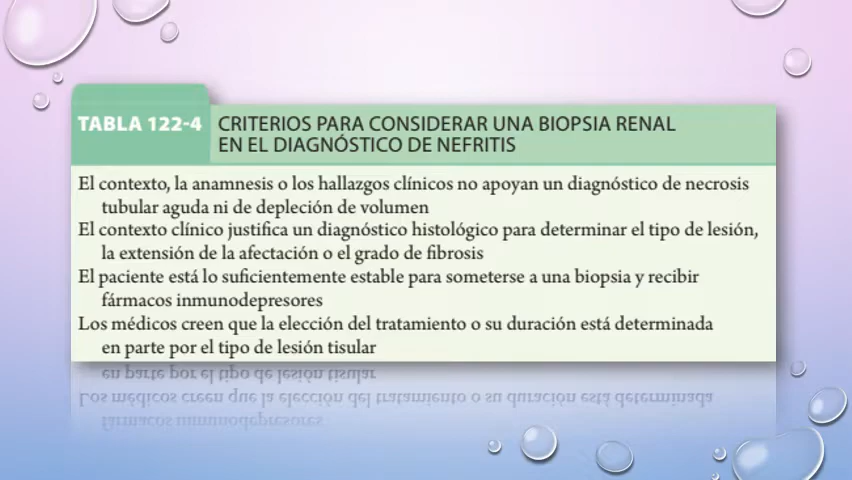 TABLA 122-4 CRITERIOS PARA CONSIDERAR UNA BIOPSIA RENAL
EN EL DIAGNÓSTICO DE NEFRITIS
El contexto, la anamnesis o los hallazgos clínicos no apoyan un diagnóstico de necrosis
tubular aguda ni de depleción de volumen
El contexto clínico justifica un diagnóstico histológico para determinar el tipo de lesión,
la extensión de la afectación o el grado de fibrosis
El paciente está lo suficientemente estable para someterse a una biopsia y recibir
fármacos inmunodepresores
Los médicos creen que la elección del tratamiento o su duración está determinada
en parte por el tipo de lesión tisular